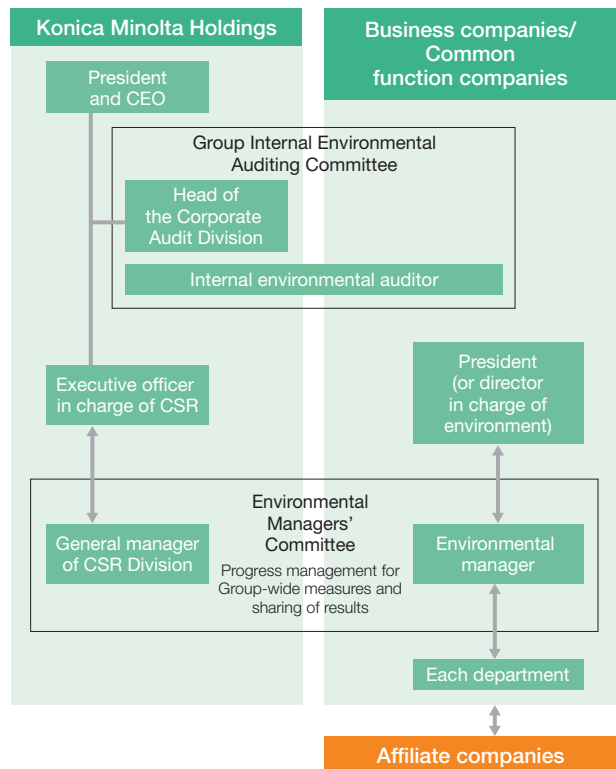 Konica Minolta Holdings
Business companies/
Common
function companies
President
and CEO
Group Internal Environmental
Auditing Committee
Head of
the Corporate
Audit Division
Internal environmental auditor
Executive officer
in charge of CSR
President
(or director
in charge of
environment)
Environmental
Managers'
Committee
Progress management for
Group-wide measures and
sharing of results
General manager
of CSR Division
Environmental
manager
Each department
Affiliate companies